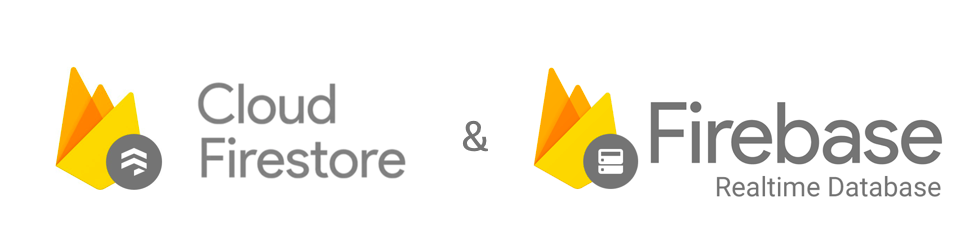 Cloud
Firestore
&
Firebase
Realtime Database